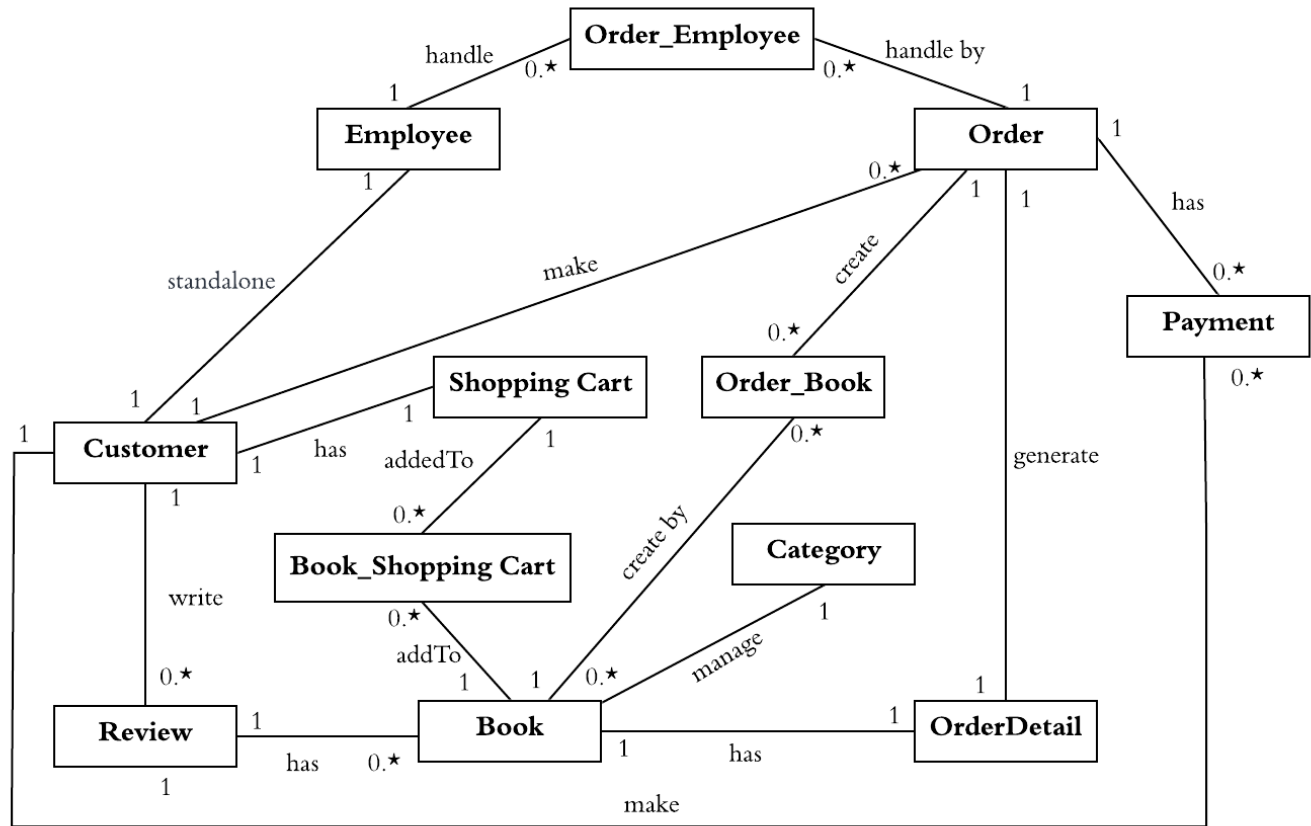 Order_Employee
handle
0.★
0.★
handle by
1
1
Employee
Order
1
1
0.★
1
1
has
create
make
0.★
standalone
0.★
Payment
Shopping Cart
Order_Book
0.★
1
1
1
1
Customer
has
1
1
0.★
addedTo
generate
1
0.★
create by
Category
Book_Shopping Cart
write
0.★
1
addTo
manage
0.★
1
1
0.★
1
Review
1
Book
1
OrderDetail
has
0.★
1
has
1
make